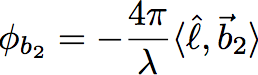 $\phi_{b_2} = -\frac{4\pi}{\lambda} \langle \hat{\ell}, \vec{b}_2 \rangle$